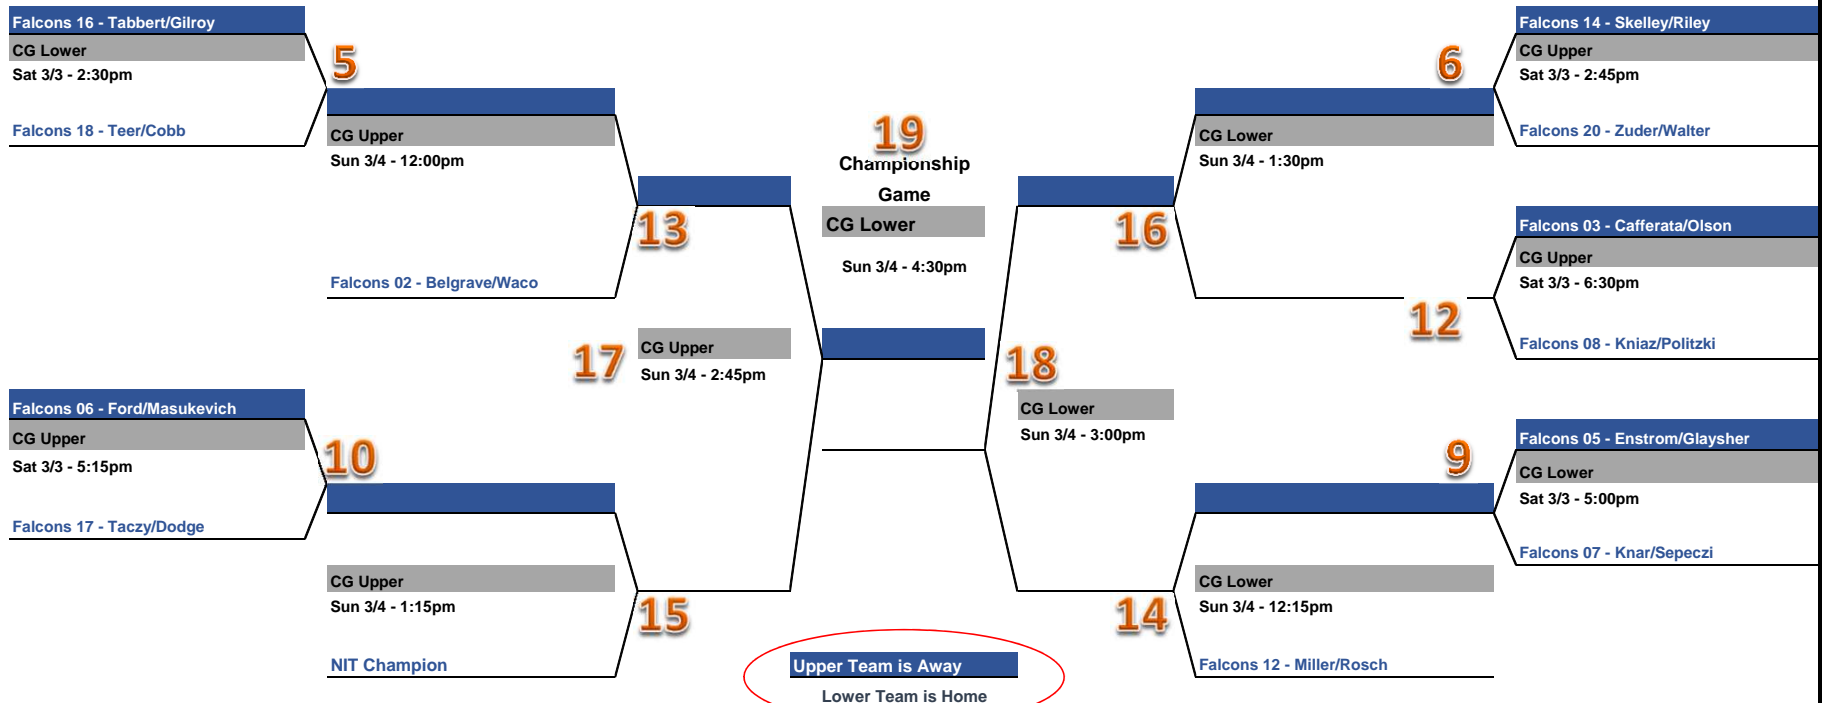 Falcons 16 - Tabbert/Gilroy
CG Lower
Sat 3/3 - 2:30pm
Falcons 18 - Teer/Cobb
5
CG Upper
Sun 3/4 - 12:00pm
Falcons 02 - Belgrave/Waco
13
17
CG Upper
Sun 3/4 - 2:45pm
Falcons 06 - Ford/Masukevich
CG Upper
Sat 3/3 - 5:15pm
Falcons 17 - Taczy/Dodge
10
CG Upper
Sun 3/4 - 1:15pm
NIT Champion
15
19
Championship
Game
CG Lower
Sun 3/4 - 4:30pm
Upper Team is Away
Lower Team is Home
6
Falcons 14 - Skelley/Riley
CG Upper
Sat 3/3 - 2:45pm
Falcons 20 - Zuder/Walter
CG Lower
Sun 3/4 - 1:30pm
16
Falcons 03 - Cafferata/Olson
CG Upper
Sat 3/3 - 6:30pm
Falcons 08 - Kniaz/Politzki
12
18
CG Lower
Sun 3/4 - 3:00pm
9
Falcons 05 - Enstrom/Glaysher
CG Lower
Sat 3/3 - 5:00pm
Falcons 07 - Knar/Sepeczi
CG Lower
Sun 3/4 - 12:15pm
14
Falcons 12 - Miller/Rosch